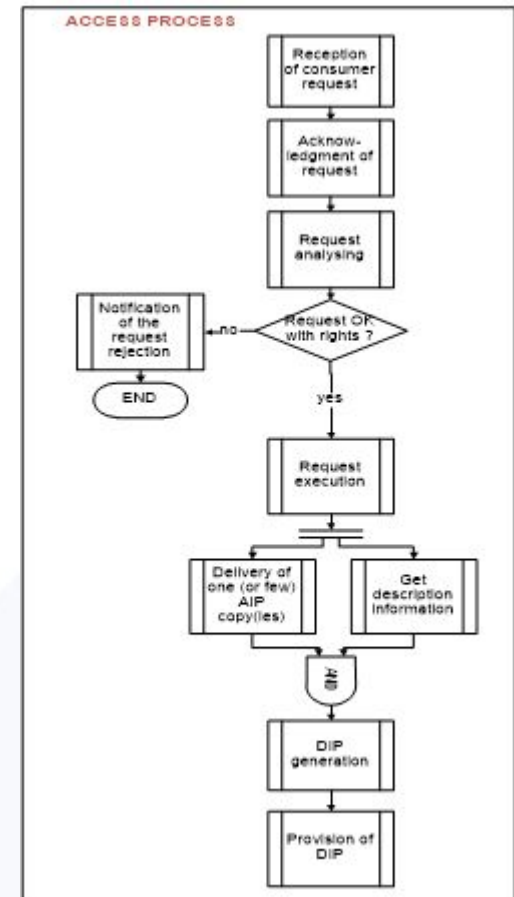 ACCESS PROCESS
Reception
of consumer
request
Acknow-
ledgment of
request
Request
analysing
Request OK
with rights ?
no
Notification
of the
request
rejection
END
yes
Request
execution
Delivery of
one (or few)
AIP
copy(ies)
Get
description
information
AND
DIP
generation
Provision of
DIP